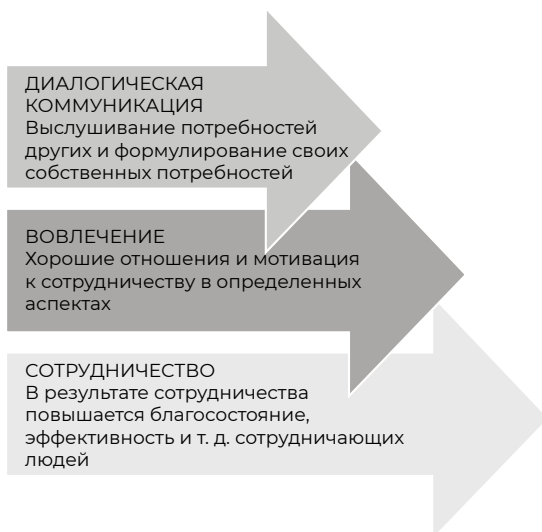 ДИАЛОГИЧЕСКАЯ
КОММУНИКАЦИЯ
Выслушивание потребностей
других и формулирование своих
собственных потребностей
ВОВЛЕЧЕНИЕ
Хорошие отношения и мотивация
к сотрудничеству в определенных
аспектах
СОТРУДНИЧЕСТВО
В результате сотрудничества
повышается благосостояние,
эффективность и т. д. сотрудничающих
людей